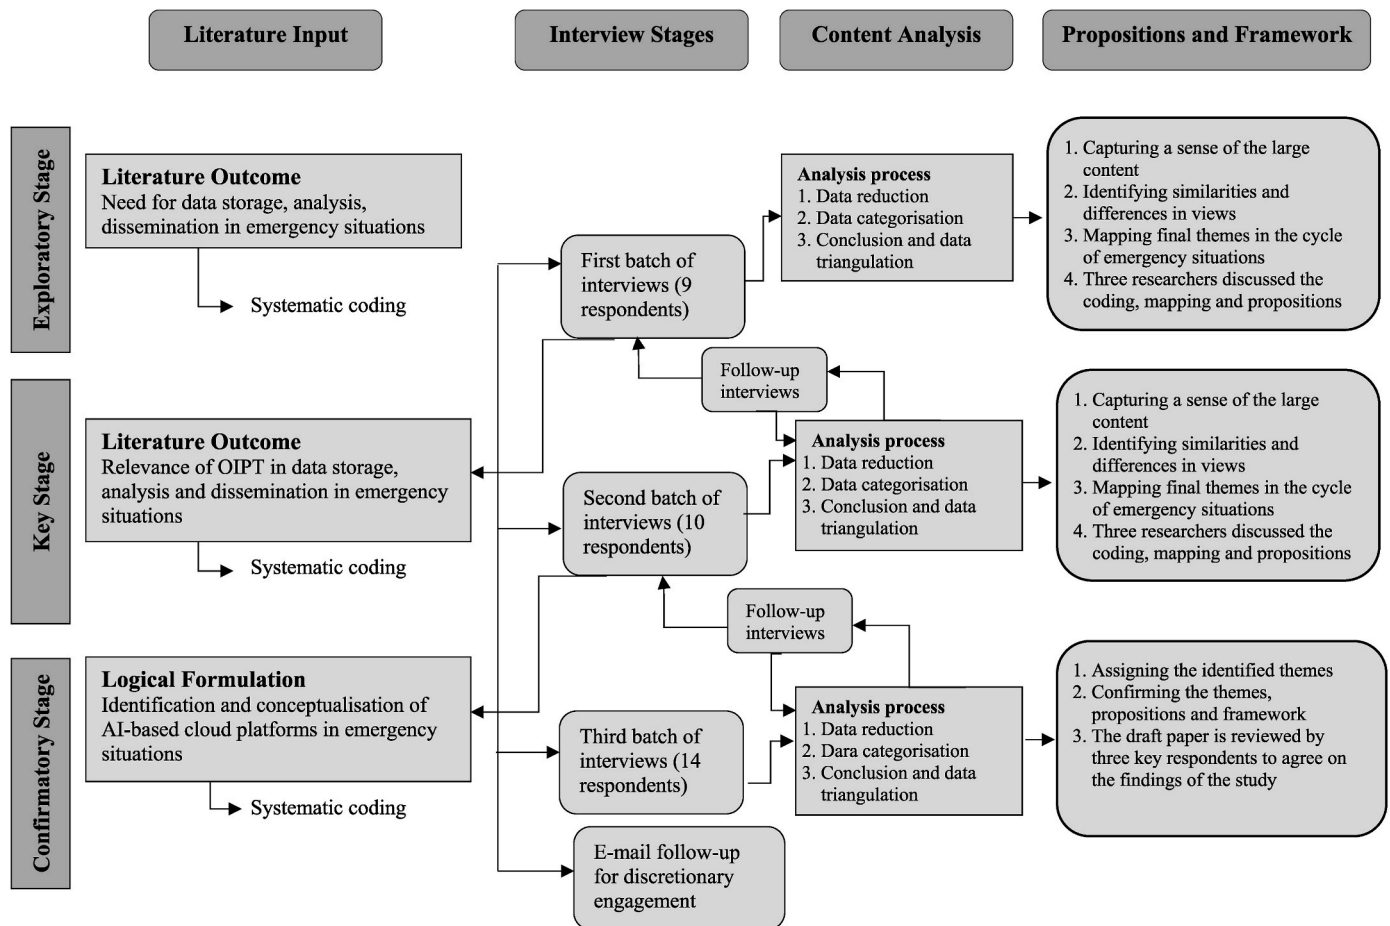 Literature Input
Interview Stages
Content Analysis
Propositions and Framework
Exploratory Stage
Literature Outcome
Need for data storage, analysis,
dissemination in emergency situations
Systematic coding
First batch of
interviews (9
respondents)
Analysis process
1. Data reduction
2. Data categorisation
3. Conclusion and data
triangulation
1. Capturing a sense of the large
content
2. Identifying similarities and
differences in views
3. Mapping final themes in the cycle
of emergency situations
4. Three researchers discussed the
coding, mapping and propositions
Follow-up
interviews
Key Stage
Literature Outcome
Relevance of OIPT in data storage,
analysis and dissemination in emergency
situations
Systematic coding
Second batch of
interviews (10
respondents)
Analysis process
1. Data reduction
2. Data categorisation
3. Conclusion and data
triangulation
1. Capturing a sense of the large
content
2. Identifying similarities and
differences in views
3. Mapping final themes in the cycle
of emergency situations
4. Three researchers discussed the
coding, mapping and propositions
Follow-up
interviews
Confirmatory Stage
Logical Formulation
Identification and conceptualisation of
AI-based cloud platforms in emergency
situations
Systematic coding
Third batch of
interviews (14
respondents)
Analysis process
1. Data reduction
2. Dara categorisation
3. Conclusion and data
triangulation
1. Assigning the identified themes
2. Confirming the themes,
propositions and framework
3. The draft paper is reviewed by
three key respondents to agree on
the findings of the study
E-mail follow-up
for discretionary
engagement